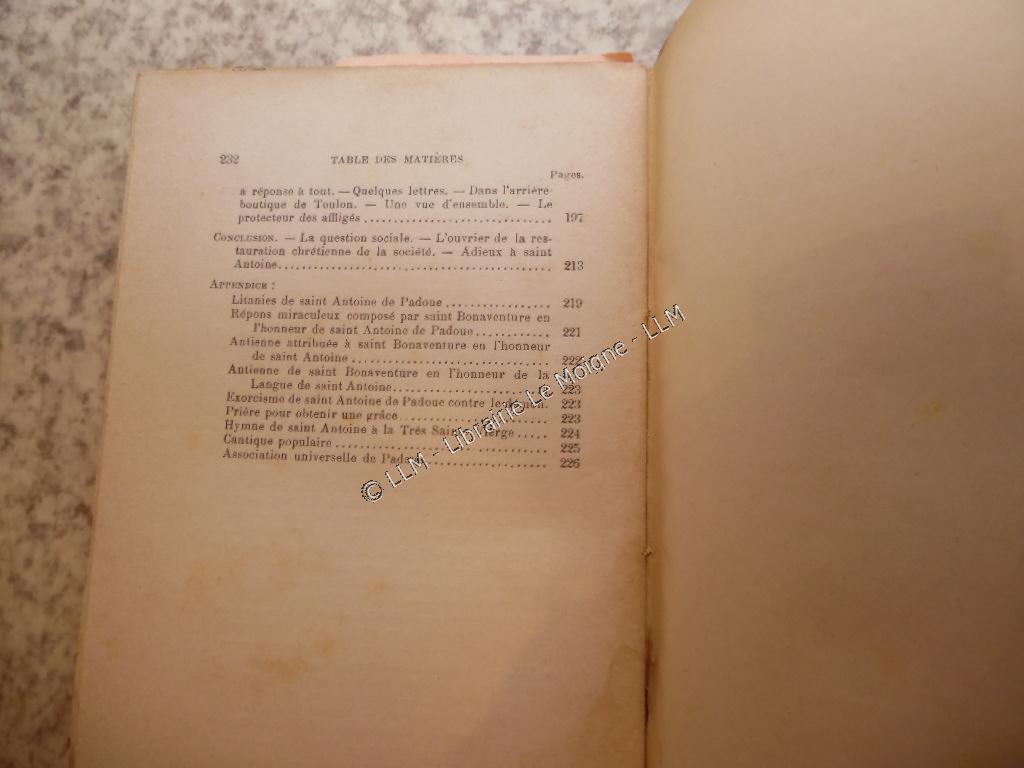 232 TABLE DES MATIÈRES
Pages.
a réponse à tout. — Quelques lettres. — Dans l'arrière-
boutique de Toulon. — Une vue d'ensemble. — Le
protecteur des affligés ............................ 197
CONCLUSION. — La question sociale. — L'ouvrier de la res-
tauration chrétienne de la société. — Adieux à saint
Antoine........................................ 213
APPENDICE :
Litanies de saint Antoine de Padoue ................ 219
Répons miraculeux composé par saint Bonaventure en
l'honneur de saint Antoine de Padoue ........... 221
Antienne attribuée à saint Bonaventure en l'honneur
de saint Antoine ............................. 222
Antienne de saint Bonaventure en l'honneur de la
Langue de saint Antoine....................... 223
Exorcisme de saint Antoine de Padoue contre 223
Prière pour obtenir une grâce...................... 223
Hymne de saint Antoine à la Très Sainte Vierge ..... 224
Cantique populaire ................................ 225
Association universelle de Padoue .................. 226
© LLM - Librairie Le Moigne - LLM